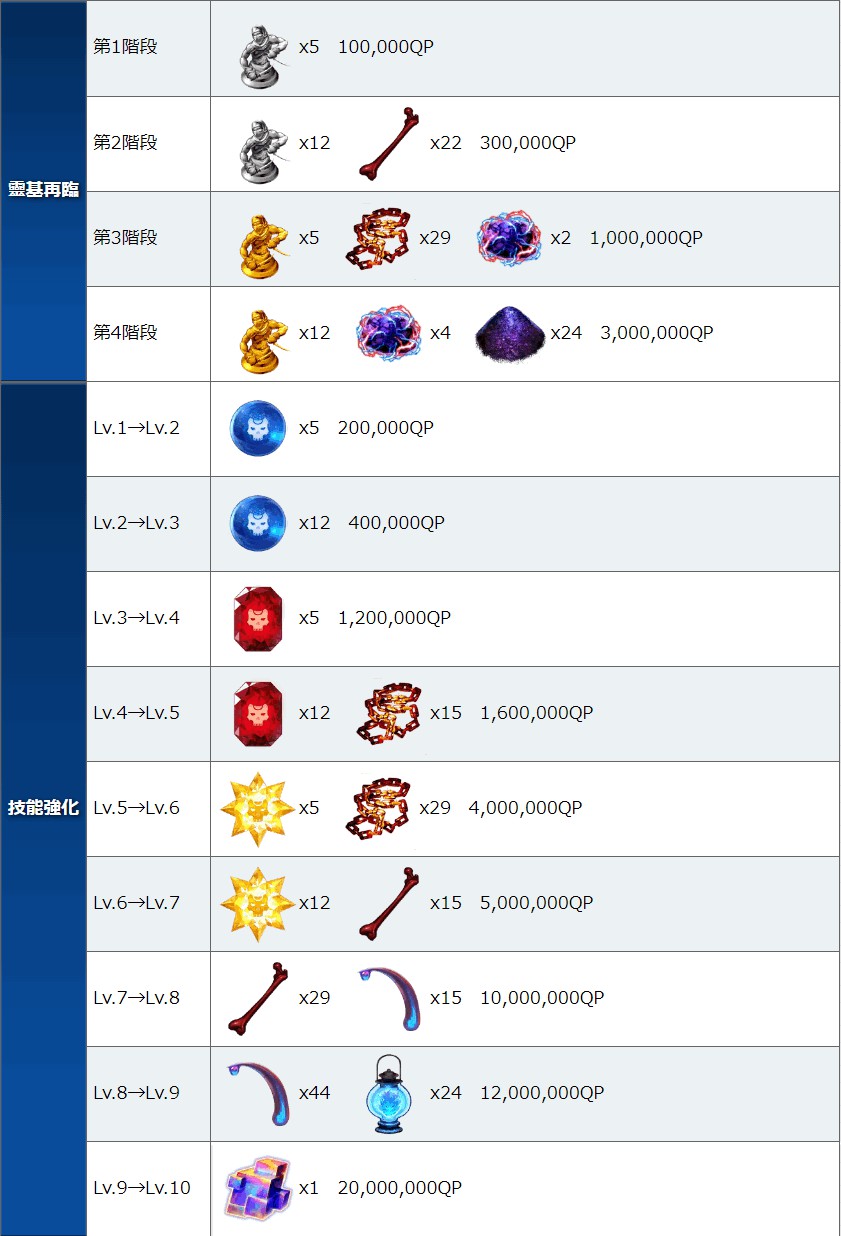 靈基再臨
第1階段 x5 100,000QP
第2階段 x12 x22 300,000QP
第3階段 x5 x29 x2 1,000,000QP
第4階段 x12 x4 x24 3,000,000QP
技能強化
Lv.1→Lv.2 x5 200,000QP
Lv.2→Lv.3 x12 400,000QP
Lv.3→Lv.4 x5 1,200,000QP
Lv.4→Lv.5 x12 x15 1,600,000QP
Lv.5→Lv.6 x5 x29 4,000,000QP
Lv.6→Lv.7 x12 x15 5,000,000QP
Lv.7→Lv.8 x29 x15 10,000,000QP
Lv.8→Lv.9 x44 x24 12,000,000QP
Lv.9→Lv.10 x1 20,000,000QP